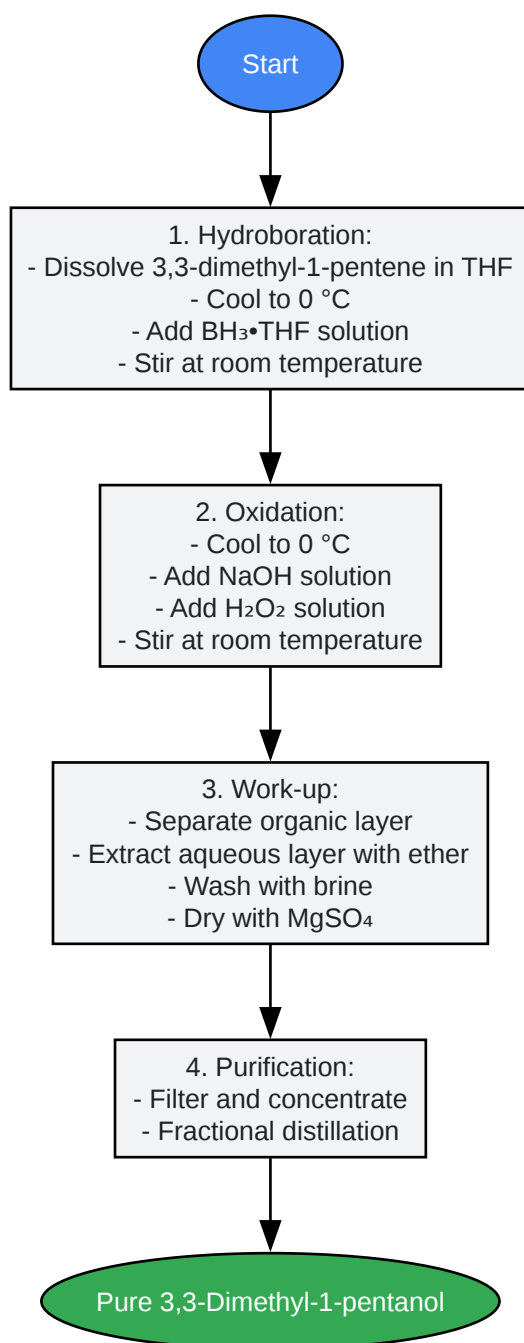 Start
1. Hydroboration:
- Dissolve 3,3-dimethyl-1-pentene in THF
- Cool to 0 °C
- Add BH₃•THF solution
- Stir at room temperature
2. Oxidation:
- Cool to 0 °C
- Add NaOH solution
- Add H₂O₂ solution
- Stir at room temperature
3. Work-up:
- Separate organic layer
- Extract aqueous layer with ether
- Wash with brine
- Dry with MgSO₄
4. Purification:
- Filter and concentrate
- Fractional distillation
Pure 3,3-Dimethyl-1-pentanol